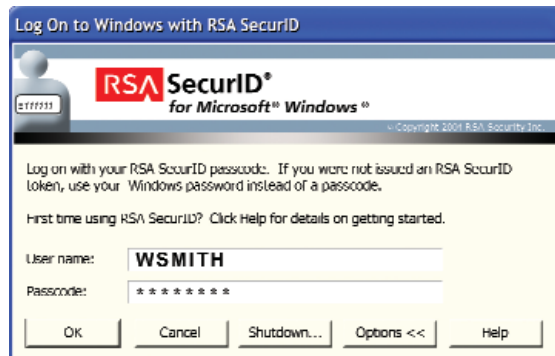 Log On to Windows with RSA SecurID
RSA SecurID®
for Microsoft® Windows®
Copyright 2004 RSA Security Inc.
Log on with your RSA SecurID passcode. If you were not issued an RSA SecurID
token, use your Windows password instead of a passcode.
First time using RSA SecurID? Click Help for details on getting started.
User name: WSMITH
Passcode: ********
OK Cancel Shutdown... Options << Help